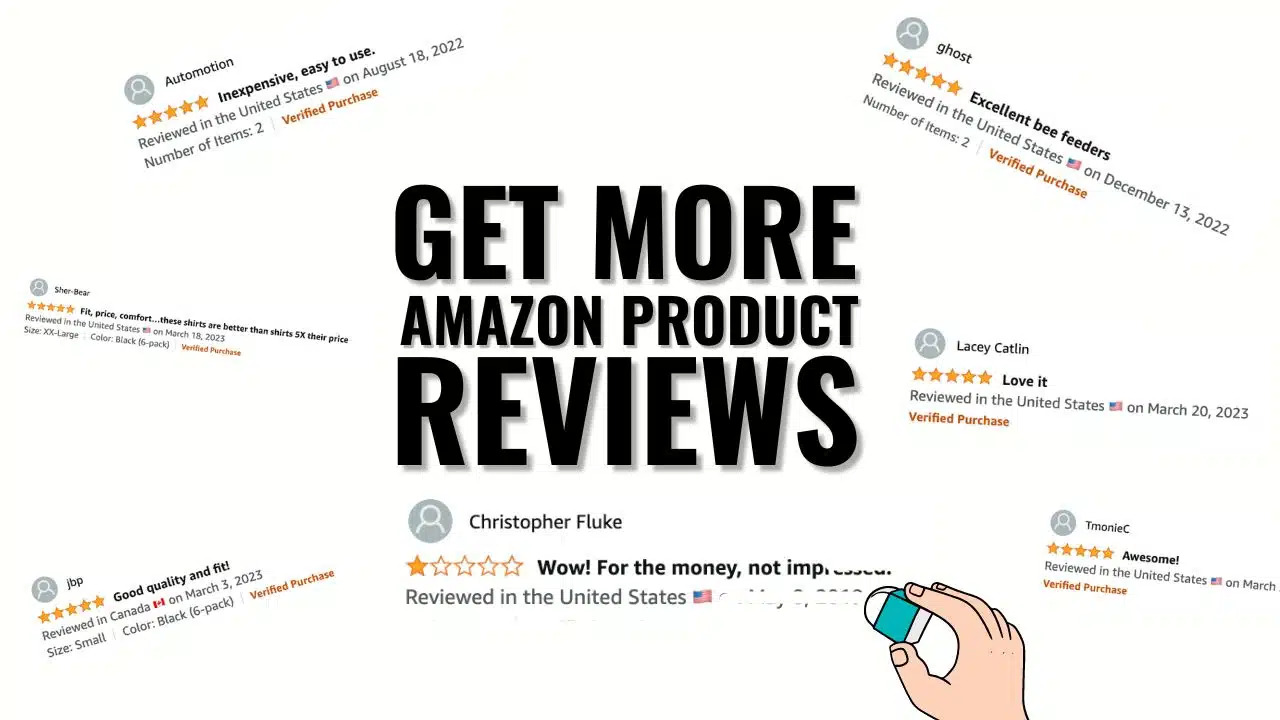 Automotion
Inexpensive, easy to use.
Reviewed in the United States on August 18, 2022
Number of Items: 2 | Verified Purchase
ghost
Excellent bee feeders
Reviewed in the United States on December 13, 2022
Number of Items: 2 | Verified Purchase
GET MORE
AMAZON PRODUCT
REVIEWS
Sher-Bear
Fit, price, comfort...these shirts are better than shirts 5X their price
Reviewed in the United States on March 18, 2023
Size: XX-Large | Color: Black (6-pack) | Verified Purchase
Lacey Catlin
Love it
Reviewed in the United States on March 20, 2023
Verified Purchase
Christopher Fluke
Wow! For the money, not impressed.
Reviewed in the United States
TmonieC
Awesome!
Reviewed in the United States on March
Verified Purchase
jbp
Good quality and fit!
Reviewed in Canada on March 3, 2023
Size: Small | Color: Black (6-pack) | Verified Purchase